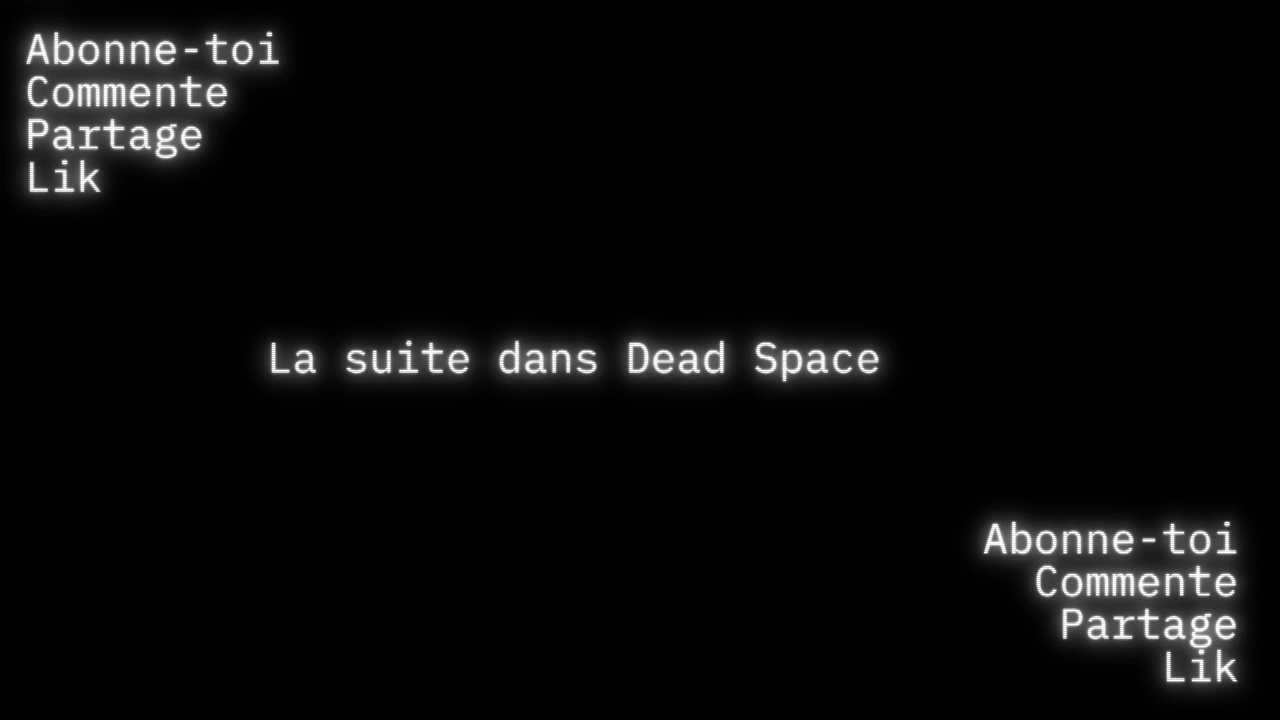 Abonne-toi
Commente
Partage
Lik
La suite dans Dead Space
Abonne-toi
Commente
Partage
Lik